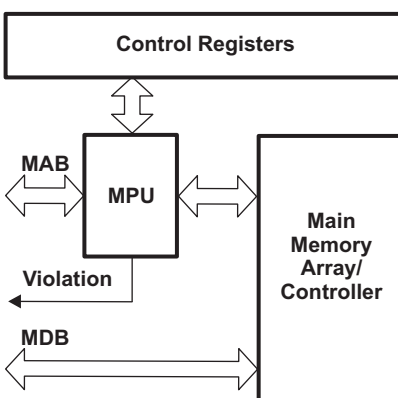 Control Registers
MAB
MPU
Main
Memory
Array/
Controller
Violation
MDB